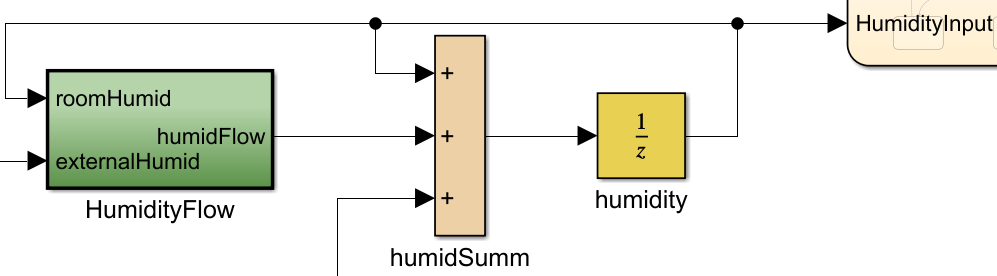 HumidityInput
roomHumid
humidFlow
externalHumid
HumidityFlow
+
+
+
humidSumm
1
z
humidity